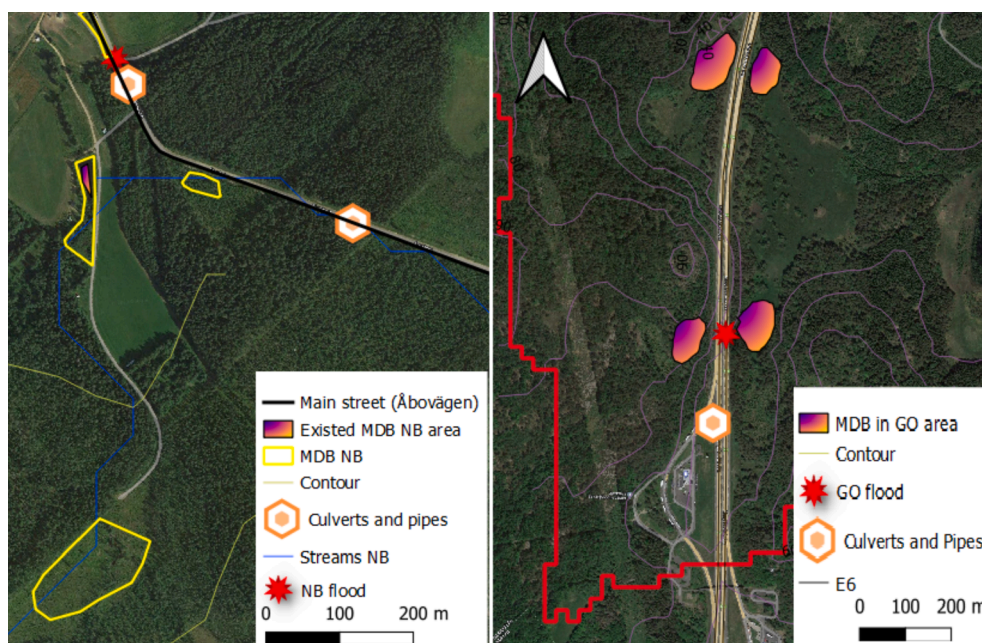 Main street (Åbovägen)
Existed MDB NB area
MDB NB
Contour
Culverts and pipes
Streams NB
NB flood
0 100 200 m
MDB in GO area
Contour
GO flood
Culverts and Pipes
E6
0 100 200 m